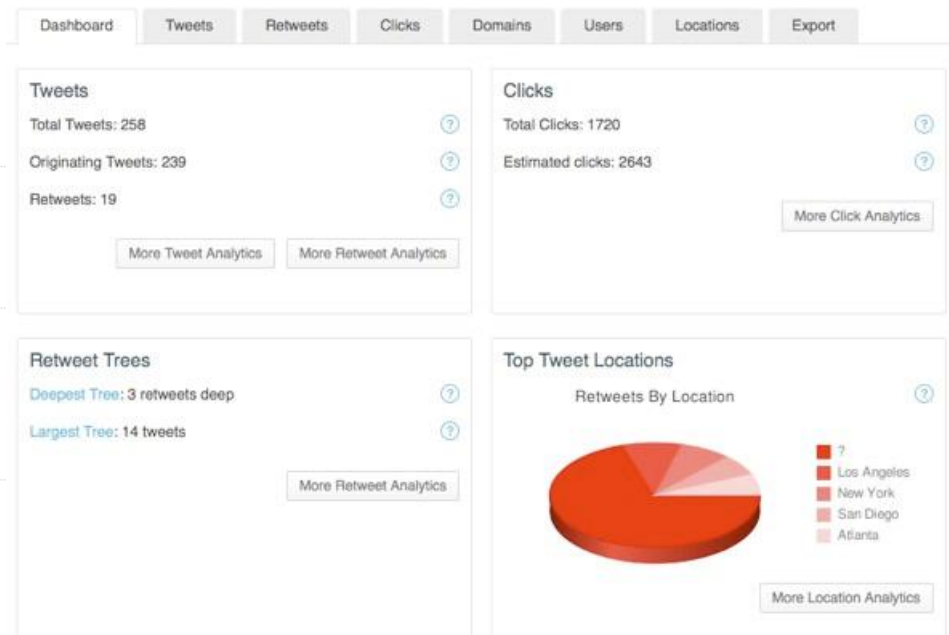 Dashboard Tweets Retweets Clicks Domains Users Locations Export
Tweets
Total Tweets: 258 ?
Originating Tweets: 239 ?
Retweets: 19 ?
More Tweet Analytics More Retweet Analytics
Clicks
Total Clicks: 1720 ?
Estimated clicks: 2643 ?
More Click Analytics
Retweet Trees
Deepest Tree: 3 retweets deep ?
Largest Tree: 14 tweets ?
More Retweet Analytics
Top Tweet Locations
Retweets By Location ?
?
Los Angeles
New York
San Diego
Atlanta
More Location Analytics